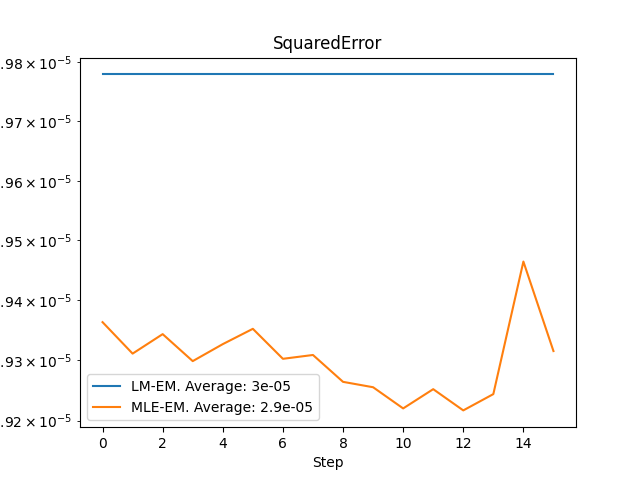 SquaredError
.98 × 10⁻⁵
.97 × 10⁻⁵
.96 × 10⁻⁵
.95 × 10⁻⁵
.94 × 10⁻⁵
.93 × 10⁻⁵
.92 × 10⁻⁵
LM-EM. Average: 3e-05
MLE-EM. Average: 2.9e-05
0 2 4 6 8 10 12 14
Step